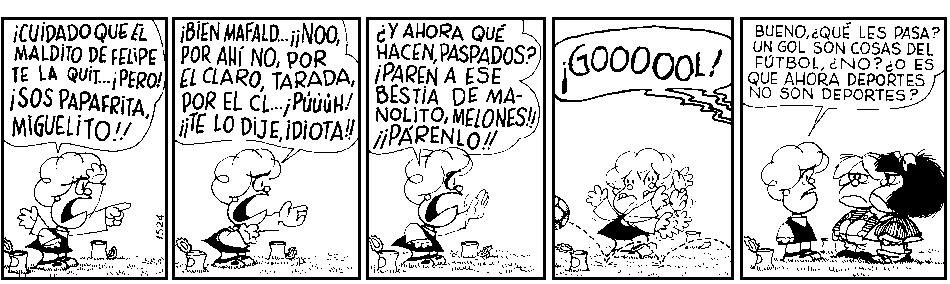 ¡CUIDADO QUE EL
MALDITO DE FELIPE
TE LA QUIT...¡PERO!
¡SOS PAPAFRITA,
MIGUELITO!!
¡BIEN MAFALD...¡¡NOO,
POR AHÍ NO, POR
EL CLARO, TARADA,
POR EL CL...¡PÚÚÚH!
¡¡TE LO DIJE, IDIOTA!!
¿Y AHORA QUÉ
HACEN, PASPADOS?
¡PAREN A ESE
BESTIA DE MA-
NOLITO, MELONES!!
¡¡PÁRENLO!!
¡GOOOOOL!
BUENO, ¿QUÉ LES PASA?
UN GOL SON COSAS DEL
FÚTBOL, ¿NO? ¿O ES
QUE AHORA DEPORTES
NO SON DEPORTES?
1524